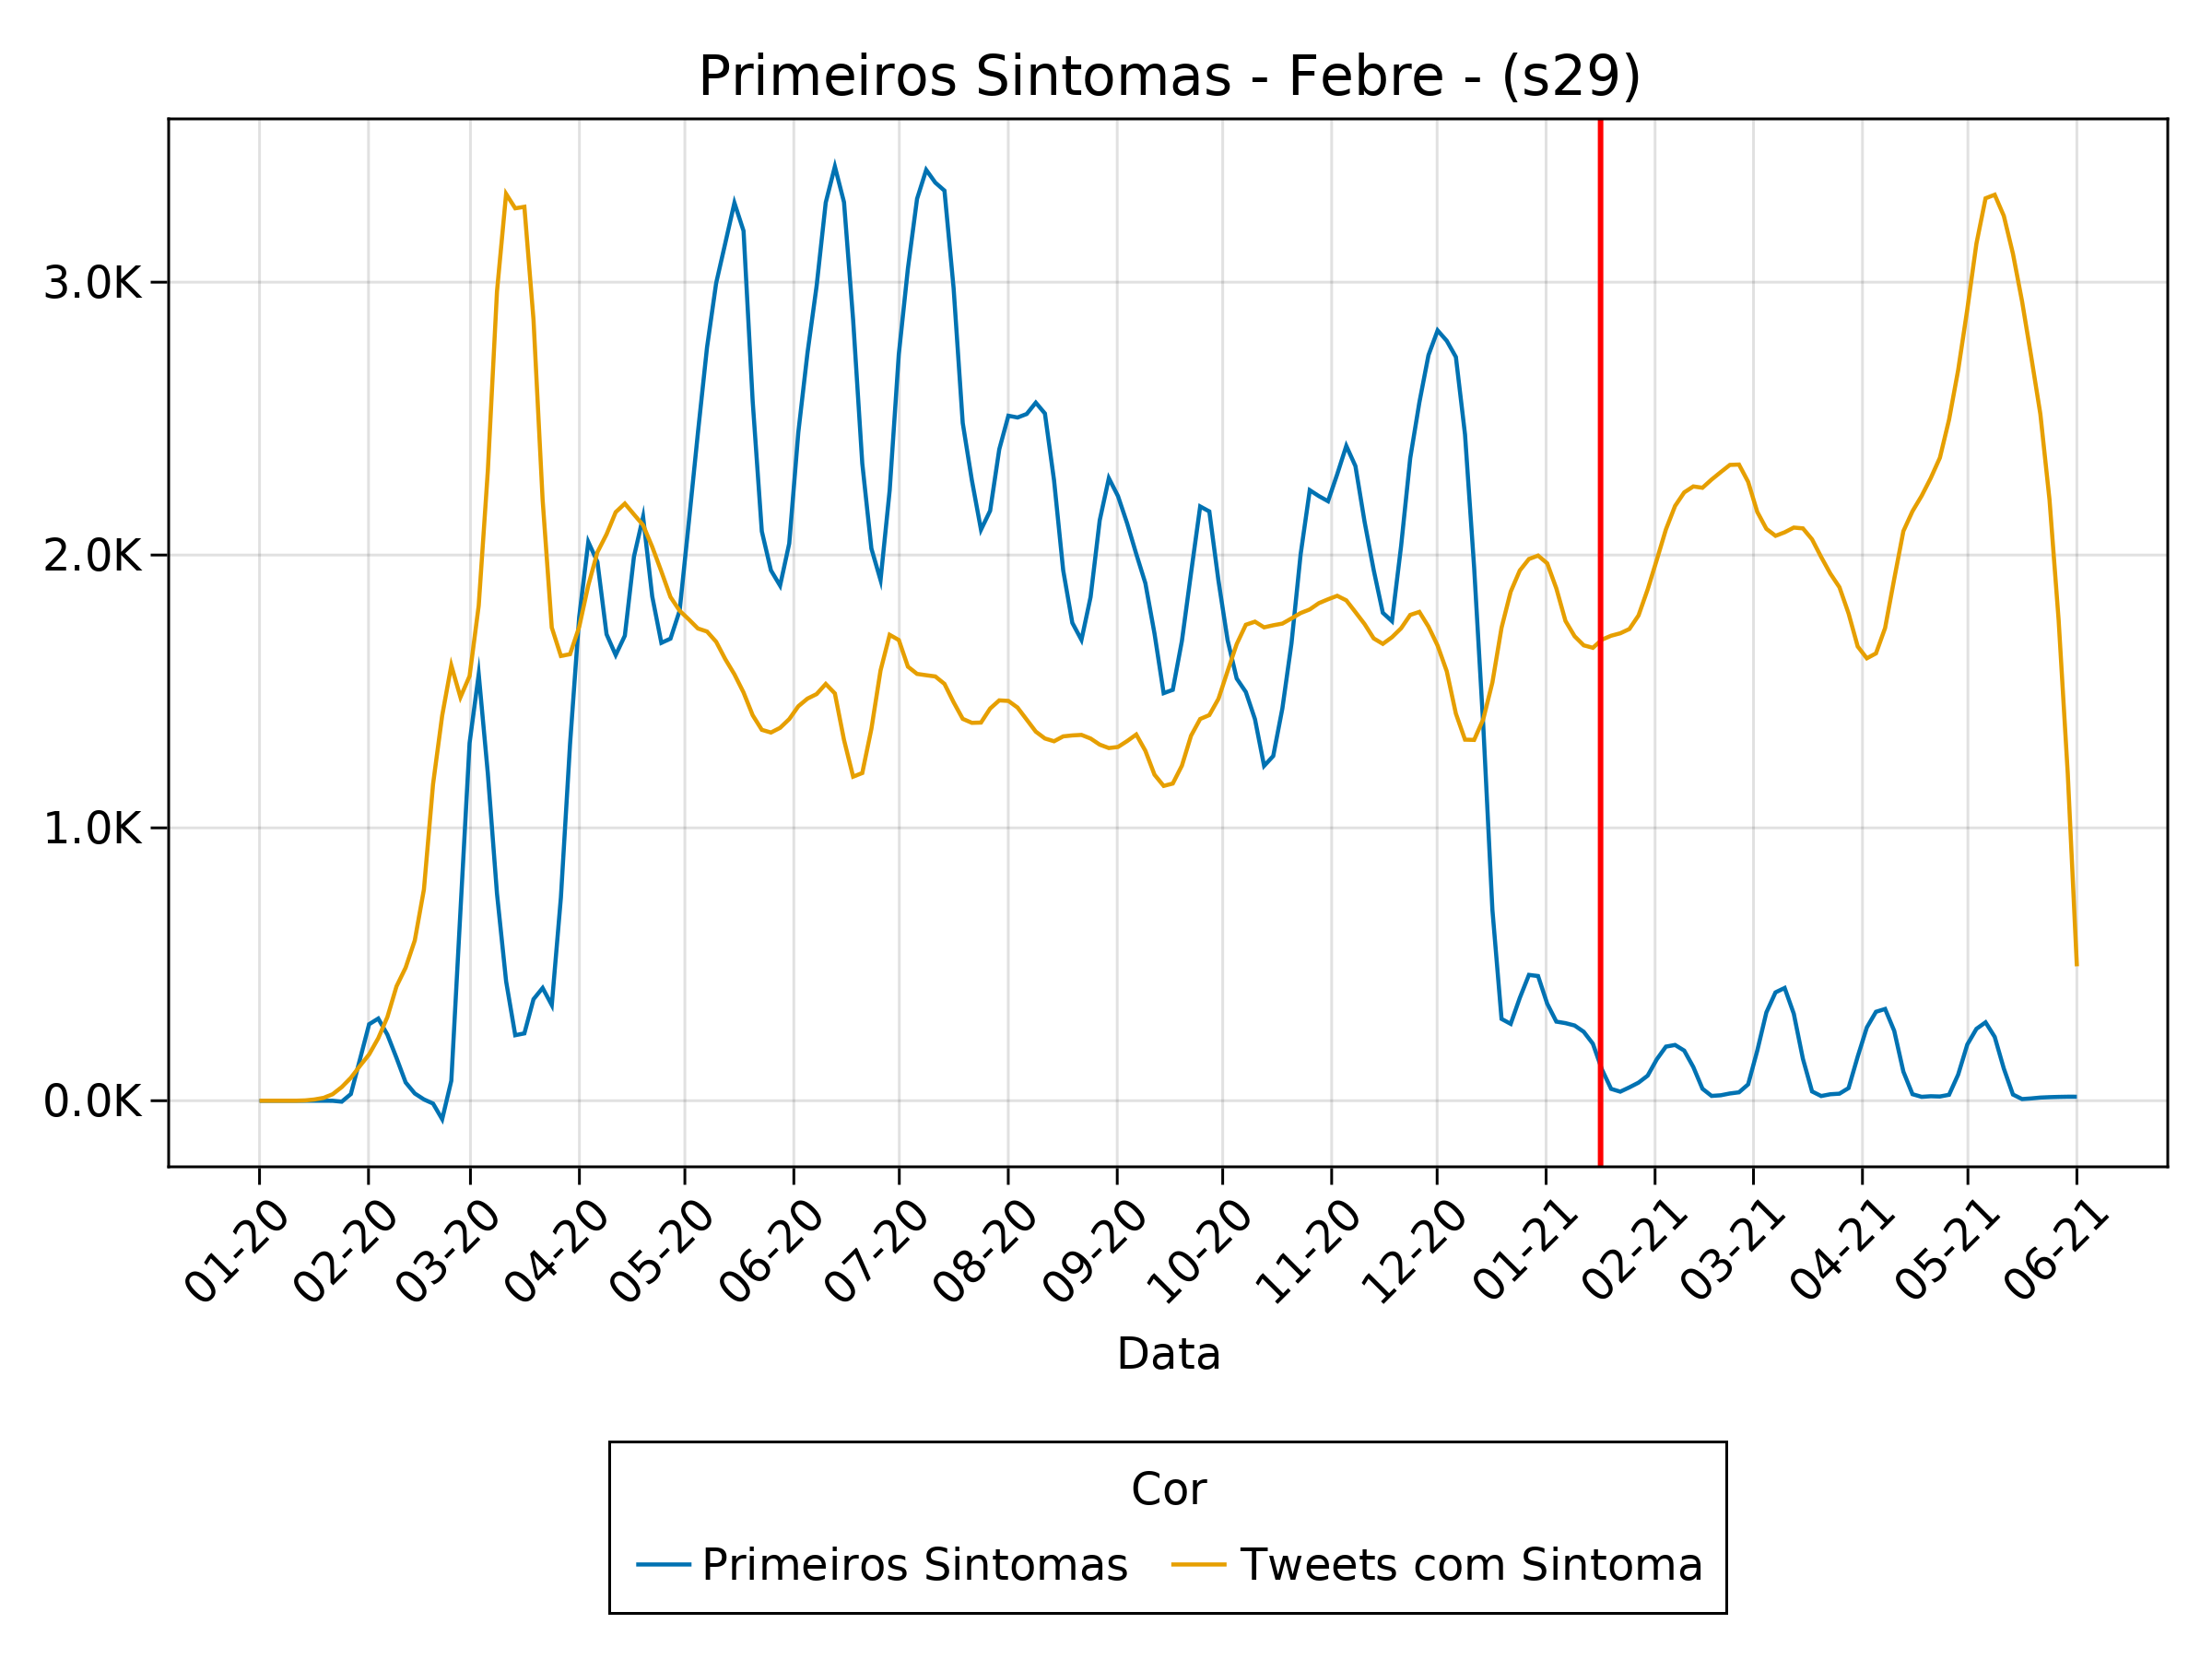 Primeiros Sintomas - Febre - (s29)
3.0K
2.0K
1.0K
0.0K
01-20 02-20 03-20 04-20 05-20 06-20 07-20 08-20 09-20 10-20 11-20 12-20 01-21 02-21 03-21 04-21 05-21 06-21
Data
Cor
Primeiros Sintomas Tweets com Sintoma